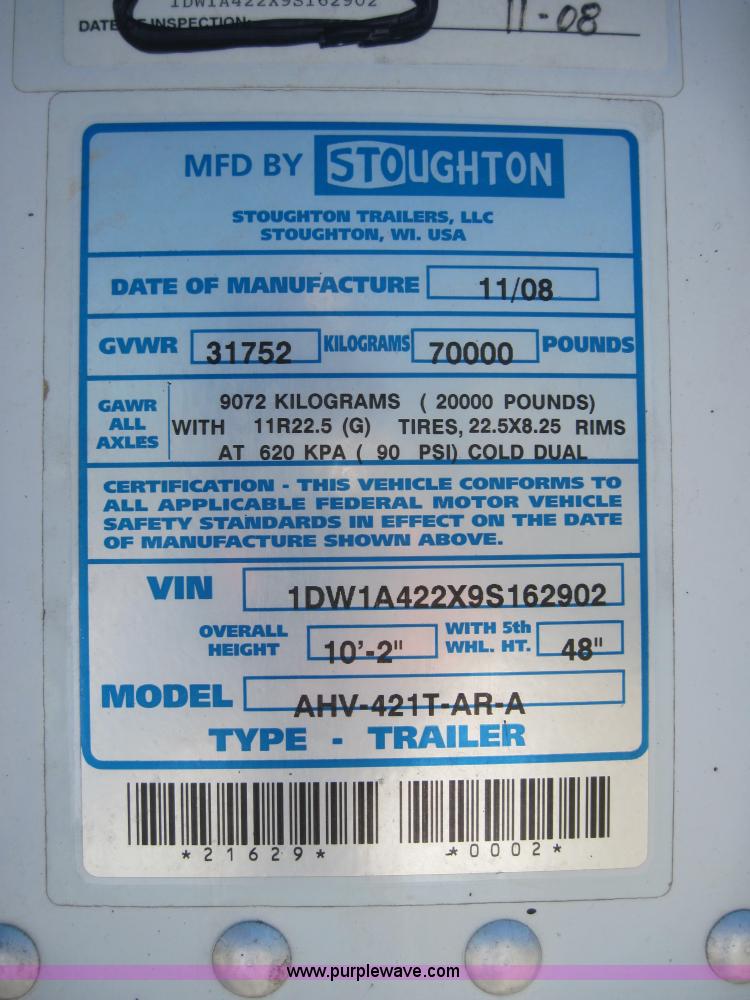 1DW1A422X9S162902
DATE OF INSPECTION: 11-08
MFD BY STOUGHTON
STOUGHTON TRAILERS, LLC
STOUGHTON, WI. USA
DATE OF MANUFACTURE 11/08
GVWR 31752 KILOGRAMS 70000 POUNDS
GAWR ALL AXLES
9072 KILOGRAMS ( 20000 POUNDS)
WITH 11R22.5 (G) TIRES, 22.5X8.25 RIMS
AT 620 KPA ( 90 PSI) COLD DUAL
CERTIFICATION - THIS VEHICLE CONFORMS TO
ALL APPLICABLE FEDERAL MOTOR VEHICLE
SAFETY STANDARDS IN EFFECT ON THE DATE
OF MANUFACTURE SHOWN ABOVE.
VIN 1DW1A422X9S162902
OVERALL HEIGHT 10'-2" WITH 5th WHL. HT. 48"
MODEL AHV-421T-AR-A
TYPE - TRAILER
*21629* *0002*
www.purplewave.com